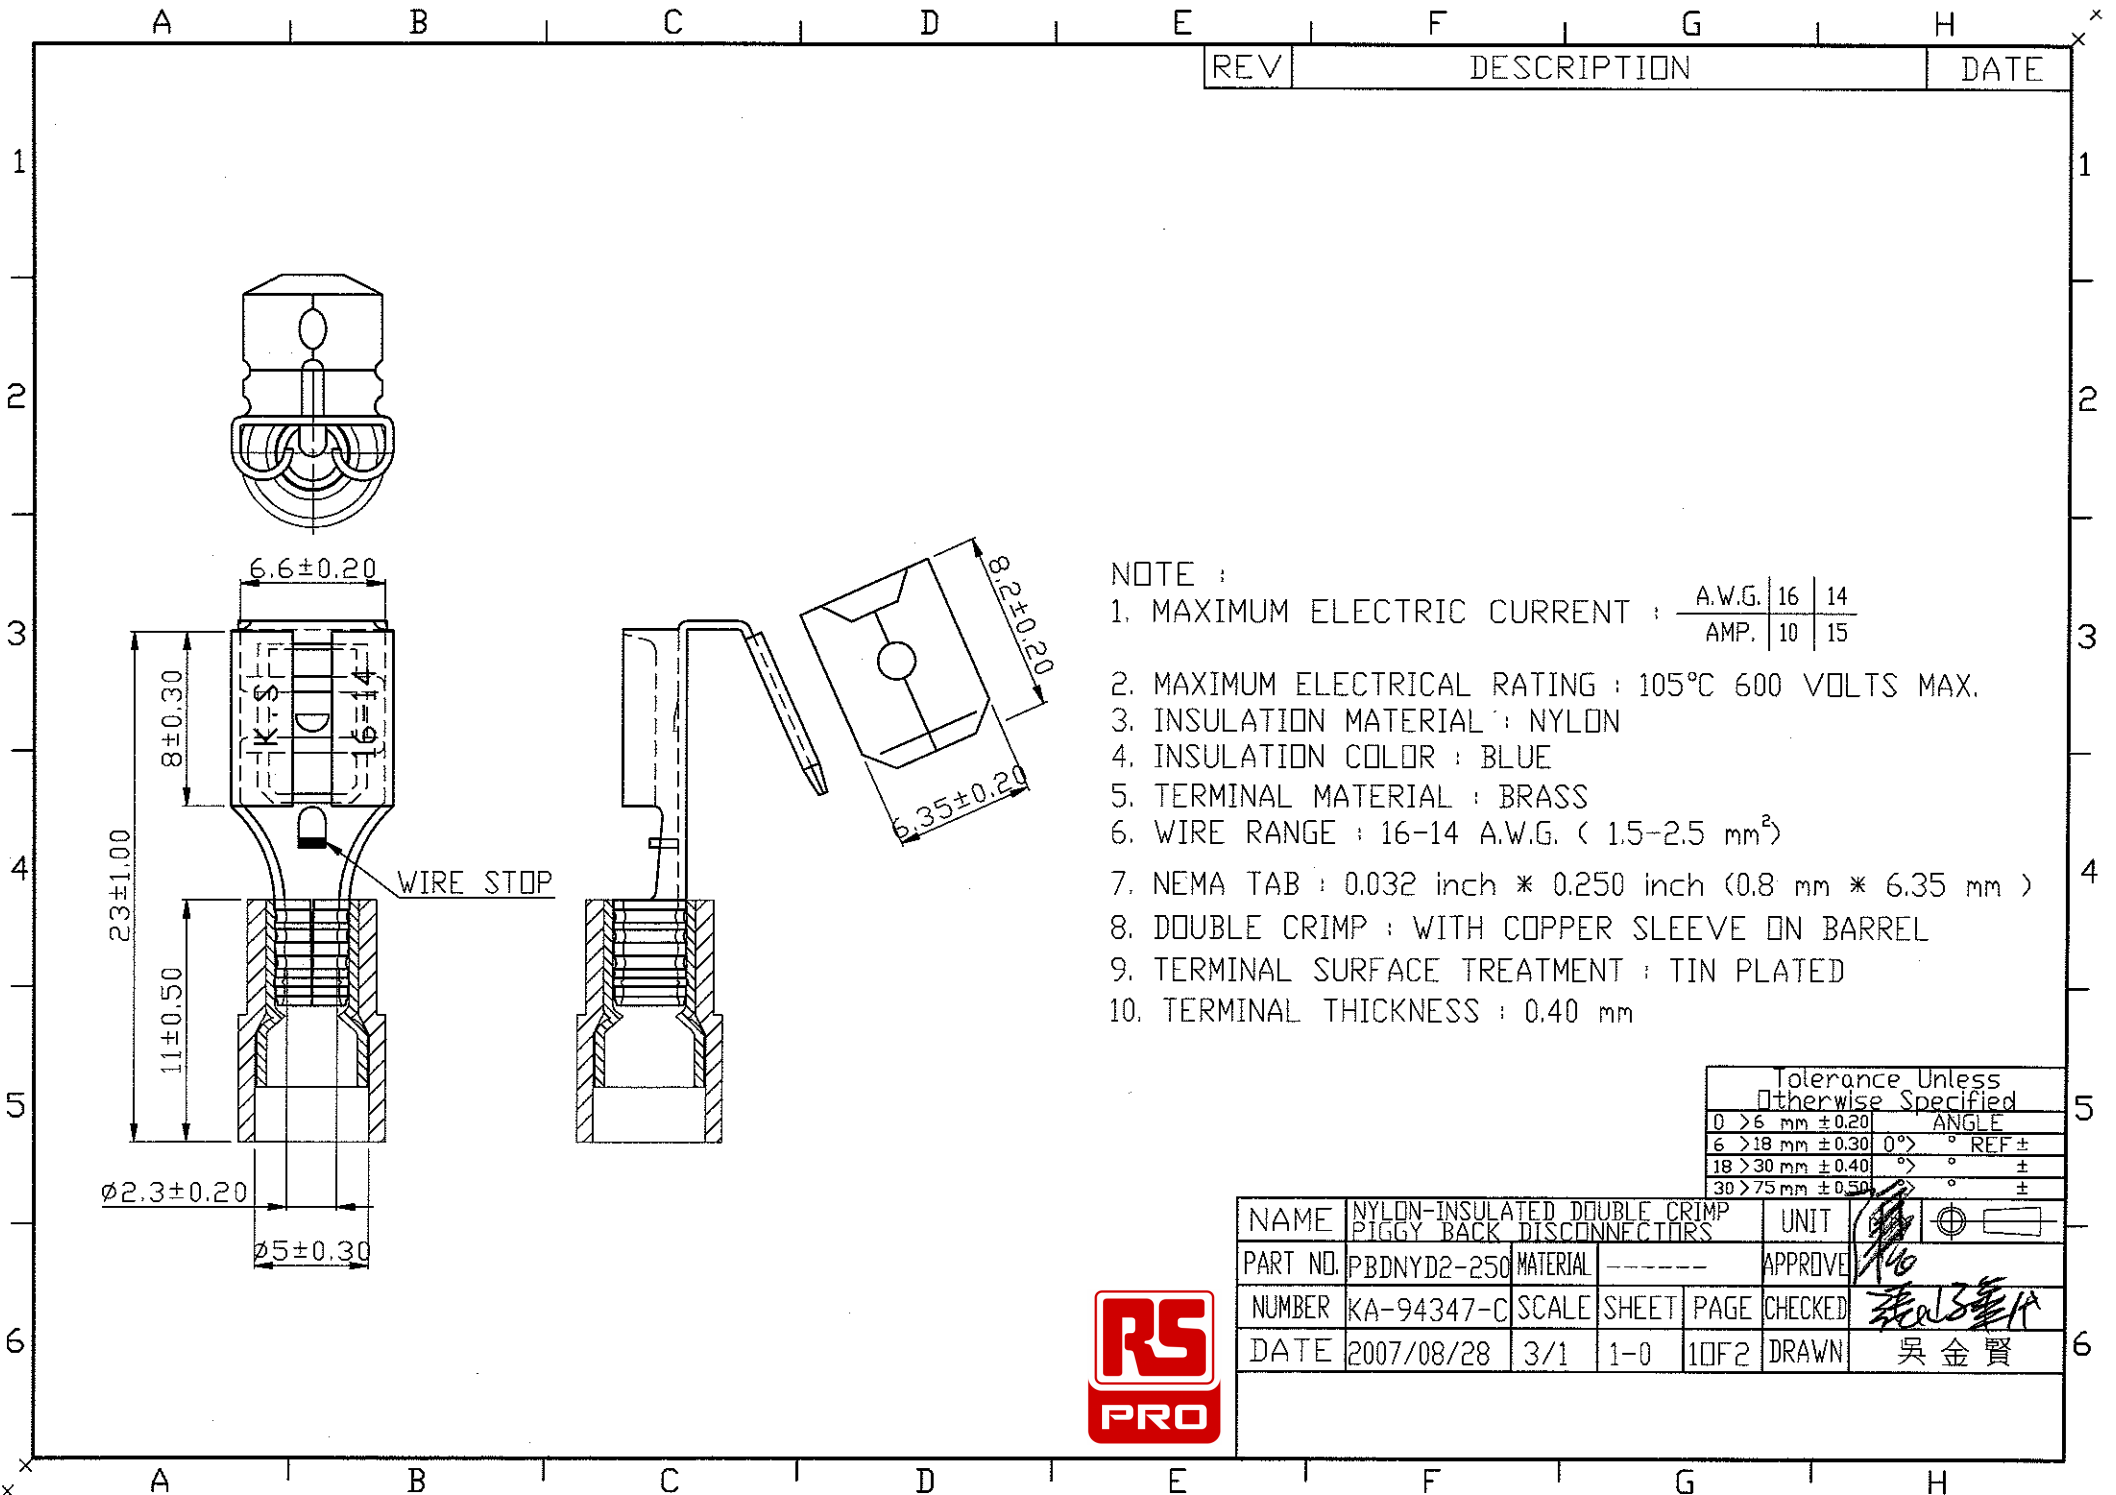 A B C D E F G H
REV DESCRIPTION DATE
1 1
2 2
3 3
4 4
5 5
6 6
6.6±0.20
8±0.30
23±1.00
11±0.50
K.S
16-14
WIRE STOP
ø2.3±0.20
ø5±0.30
8.2±0.20
6.35±0.20
NOTE :
1. MAXIMUM ELECTRIC CURRENT : A.W.G. 16 14
AMP. 10 15
2. MAXIMUM ELECTRICAL RATING : 105°C 600 VOLTS MAX.
3. INSULATION MATERIAL : NYLON
4. INSULATION COLOR : BLUE
5. TERMINAL MATERIAL : BRASS
6. WIRE RANGE : 16-14 A.W.G. ( 1.5-2.5 mm²)
7. NEMA TAB : 0.032 inch * 0.250 inch (0.8 mm * 6.35 mm )
8. DOUBLE CRIMP : WITH COPPER SLEEVE ON BARREL
9. TERMINAL SURFACE TREATMENT : TIN PLATED
10. TERMINAL THICKNESS : 0.40 mm
Tolerance Unless
Otherwise Specified
0 >6 mm ±0.20 ANGLE
6 >18 mm ±0.30 0°> ° REF ±
18 >30 mm ±0.40 °> ° ±
30 >75 mm ±0.50 °> ° ±
NAME NYLON-INSULATED DOUBLE CRIMP
PIGGY BACK DISCONNECTORS UNIT
PART NO. PBDNYD2-250 MATERIAL ------ APPROVE
NUMBER KA-94347-C SCALE SHEET PAGE CHECKED
DATE 2007/08/28 3/1 1-0 1OF2 DRAWN 吳金賢
RS
PRO
A B C D E F G H